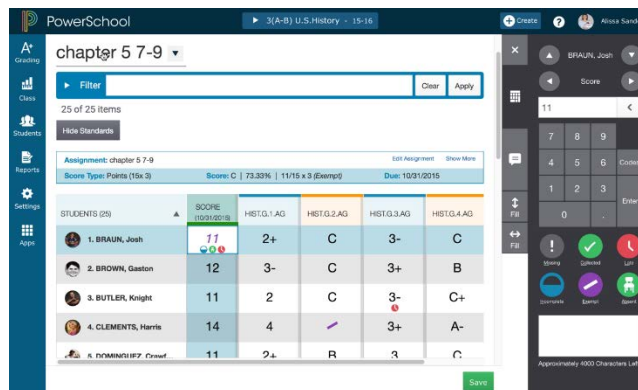 PowerSchool
3(A-B) U.S.History - 15-16
Create
Alissa Sand
A+
Grading
Class
Students
Reports
Settings
Apps
chapter 5 7-9
Filter
Clear
Apply
25 of 25 items
Hide Standards
Assignment: chapter 5 7-9
Edit Assignment
Show More
Score Type: Points (15x 3)
Score: C | 73.33% | 11/15 x 3 (Exempt)
Due: 10/31/2015
STUDENTS (25)
SCORE (10/31/2015)
HIST.G.1.AG
HIST.G.2.AG
HIST.G.3.AG
HIST.G.4.AG
1. BRAUN, Josh 11 2+ C 3- C
2. BROWN, Gaston 12 3- C 3+ B
3. BUTLER, Knight 11 2 C 3- C+
4. CLEMENTS, Harris 14 4 3+ A-
5. DOMINGUEZ, Crawf... 11 2+ B 3 C
Save
Fill
Fill
BRAUN, Josh
Score
11
7 8 9
4 5 6 Codes
1 2 3
0 . Enter
Missing
Collected
Late
Incomplete
Exempt
Absent
Approximately 4000 Characters Left